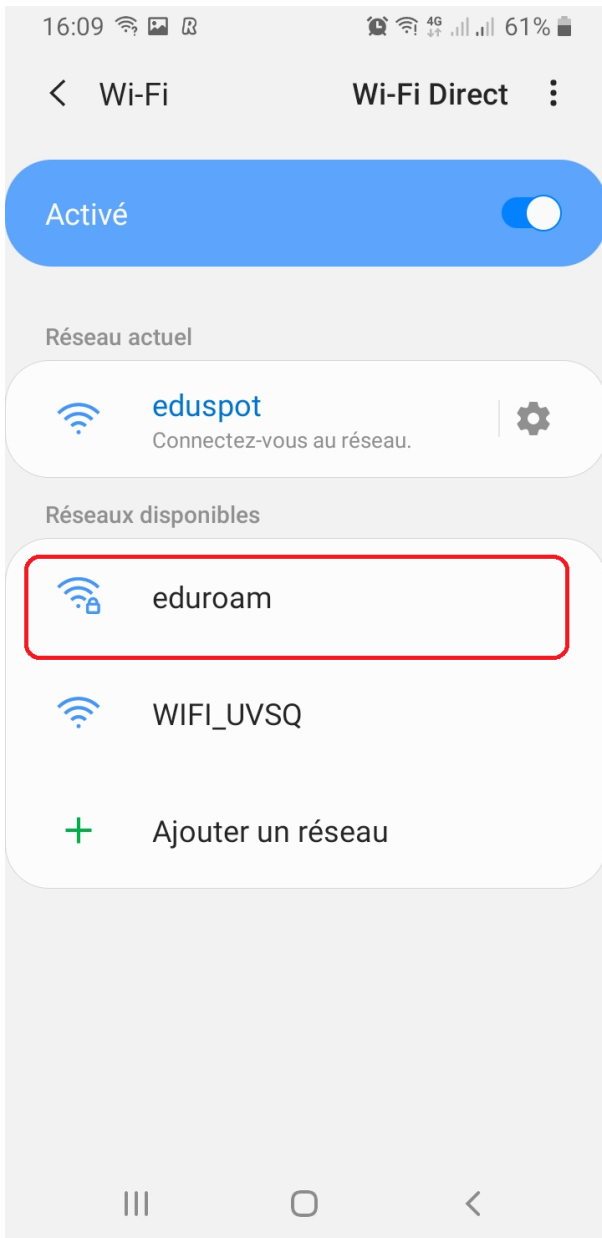 16:09 4G 61%
Wi-Fi Wi-Fi Direct
Activé
Réseau actuel
eduspot
Connectez-vous au réseau.
Réseaux disponibles
eduroam
WIFI_UVSQ
Ajouter un réseau